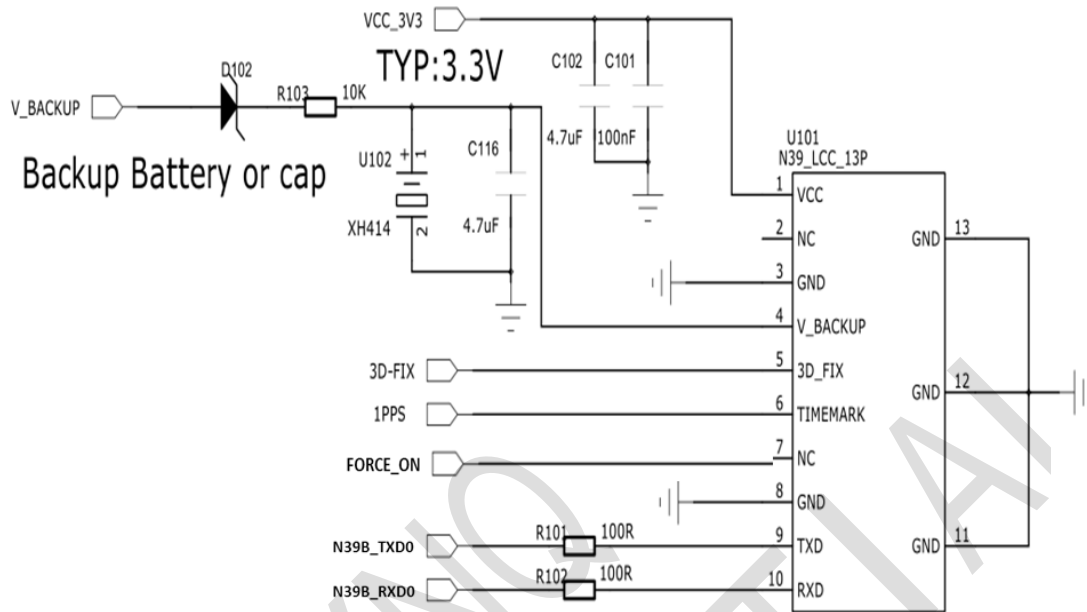 VCC_3V3
TYP:3.3V
C102
C101
4.7uF
100nF
D102
R103
10K
V_BACKUP
Backup Battery or cap
U102
+
1
2
XH414
C116
4.7uF
U101
N39_LCC_13P
1
VCC
2
NC
3
GND
4
V_BACKUP
3D-FIX
5
3D_FIX
1PPS
6
TIMEMARK
FORCE_ON
7
NC
8
GND
N39B_TXD0
R101
100R
9
TXD
N39B_RXD0
R102
100R
10
RXD
GND
13
GND
12
GND
11